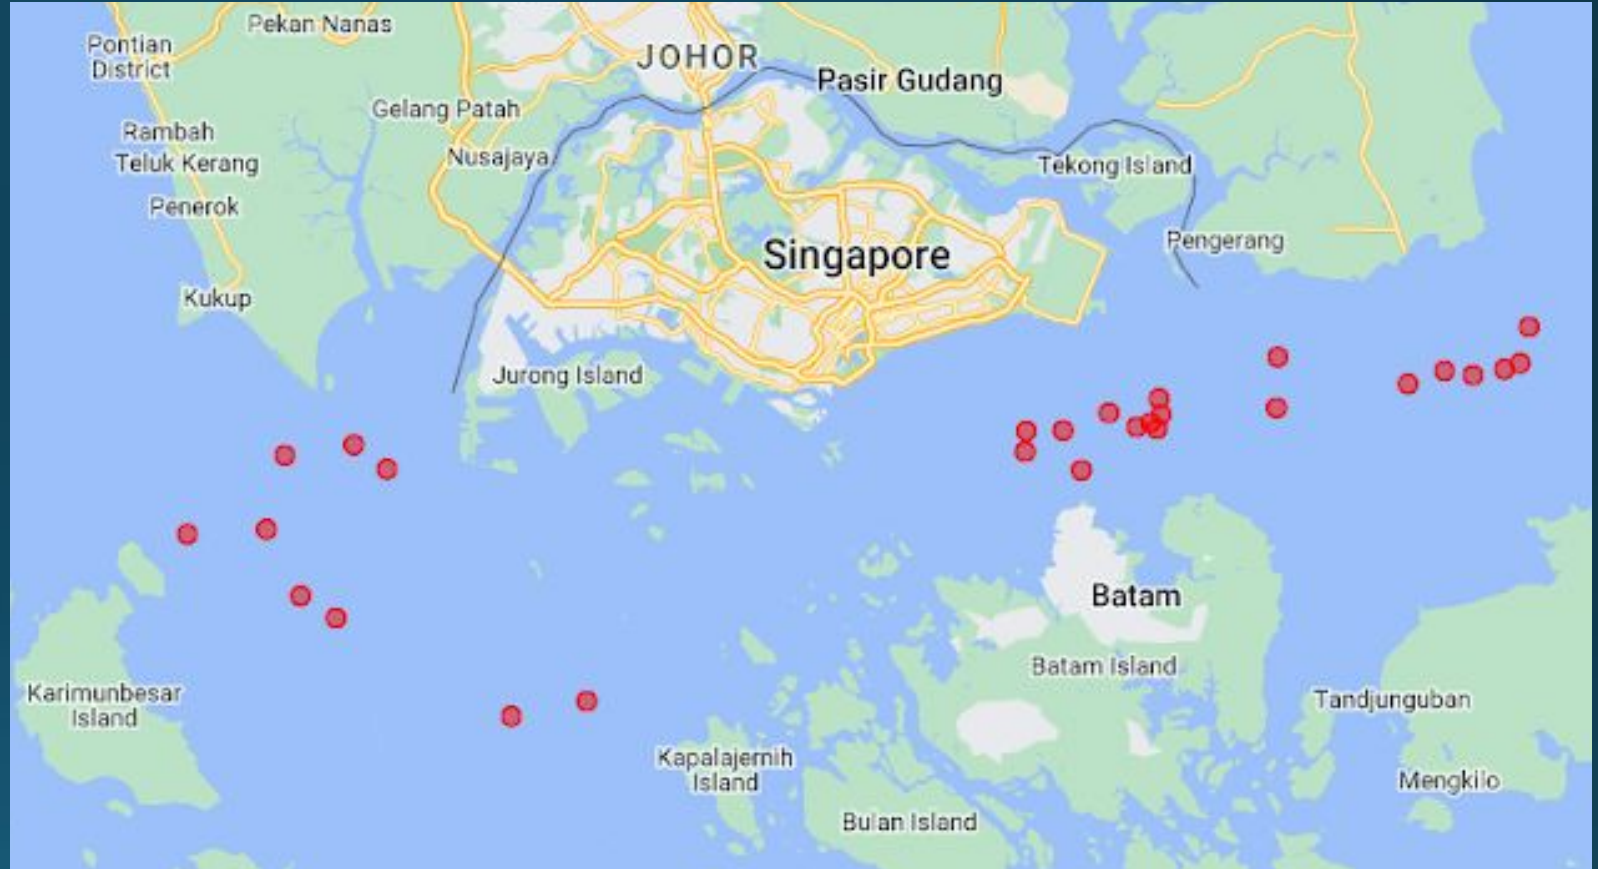 Pekan Nanas
Pontian
District
JOHOR
Pasir Gudang
Gelang Patah
Rambah
Teluk Kerang
Nusajaya
Tekong Island
Penerok
Pengerang
Singapore
Kukup
Jurong Island
Batam
Batam Island
Karimunbesar
Island
Tandjunguban
Kapalajernih
Island
Mengkilo
Bulan Island